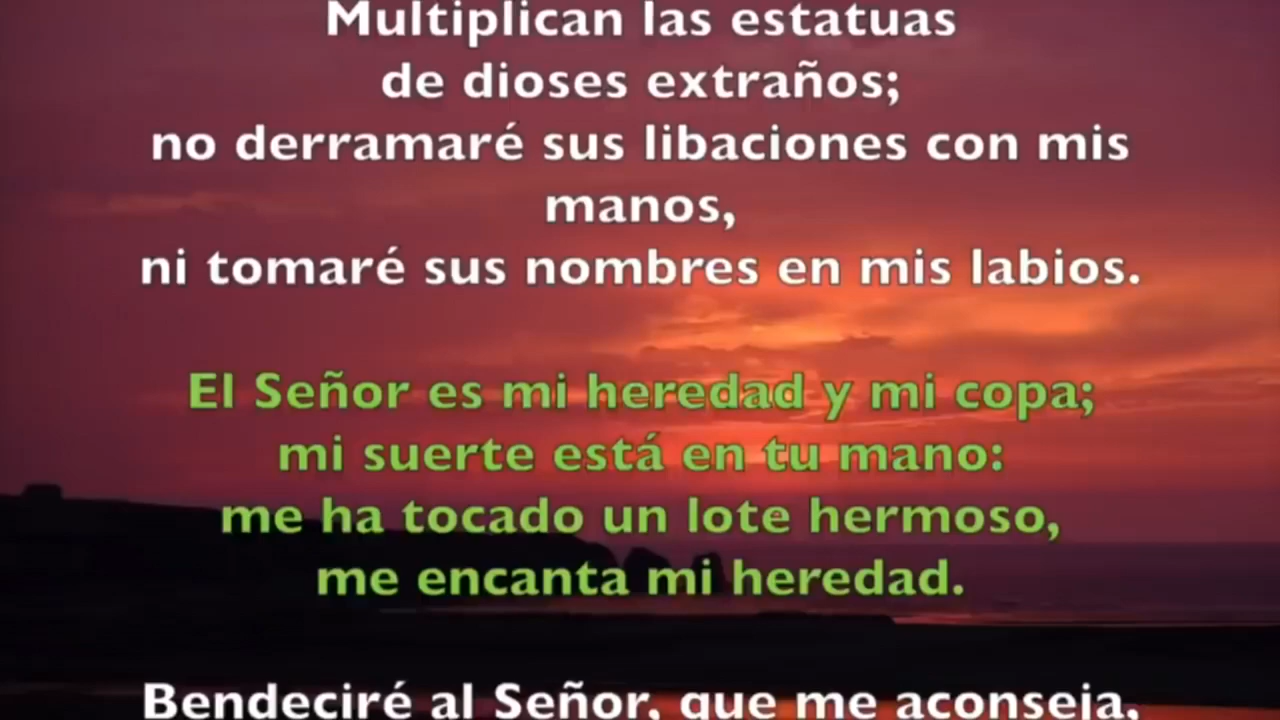 Multiplican las estatuas
de dioses extraños;
no derramaré sus libaciones con mis
manos,
ni tomaré sus nombres en mis labios.
El Señor es mi heredad y mi copa;
mi suerte está en tu mano:
me ha tocado un lote hermoso,
me encanta mi heredad.
Bendeciré al Señor, que me aconseja,